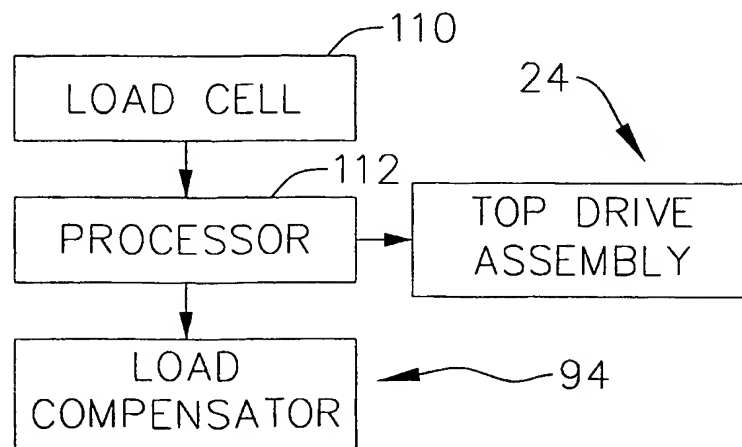 110
LOAD CELL
24
112
PROCESSOR
TOP DRIVE
ASSEMBLY
LOAD
COMPENSATOR
94